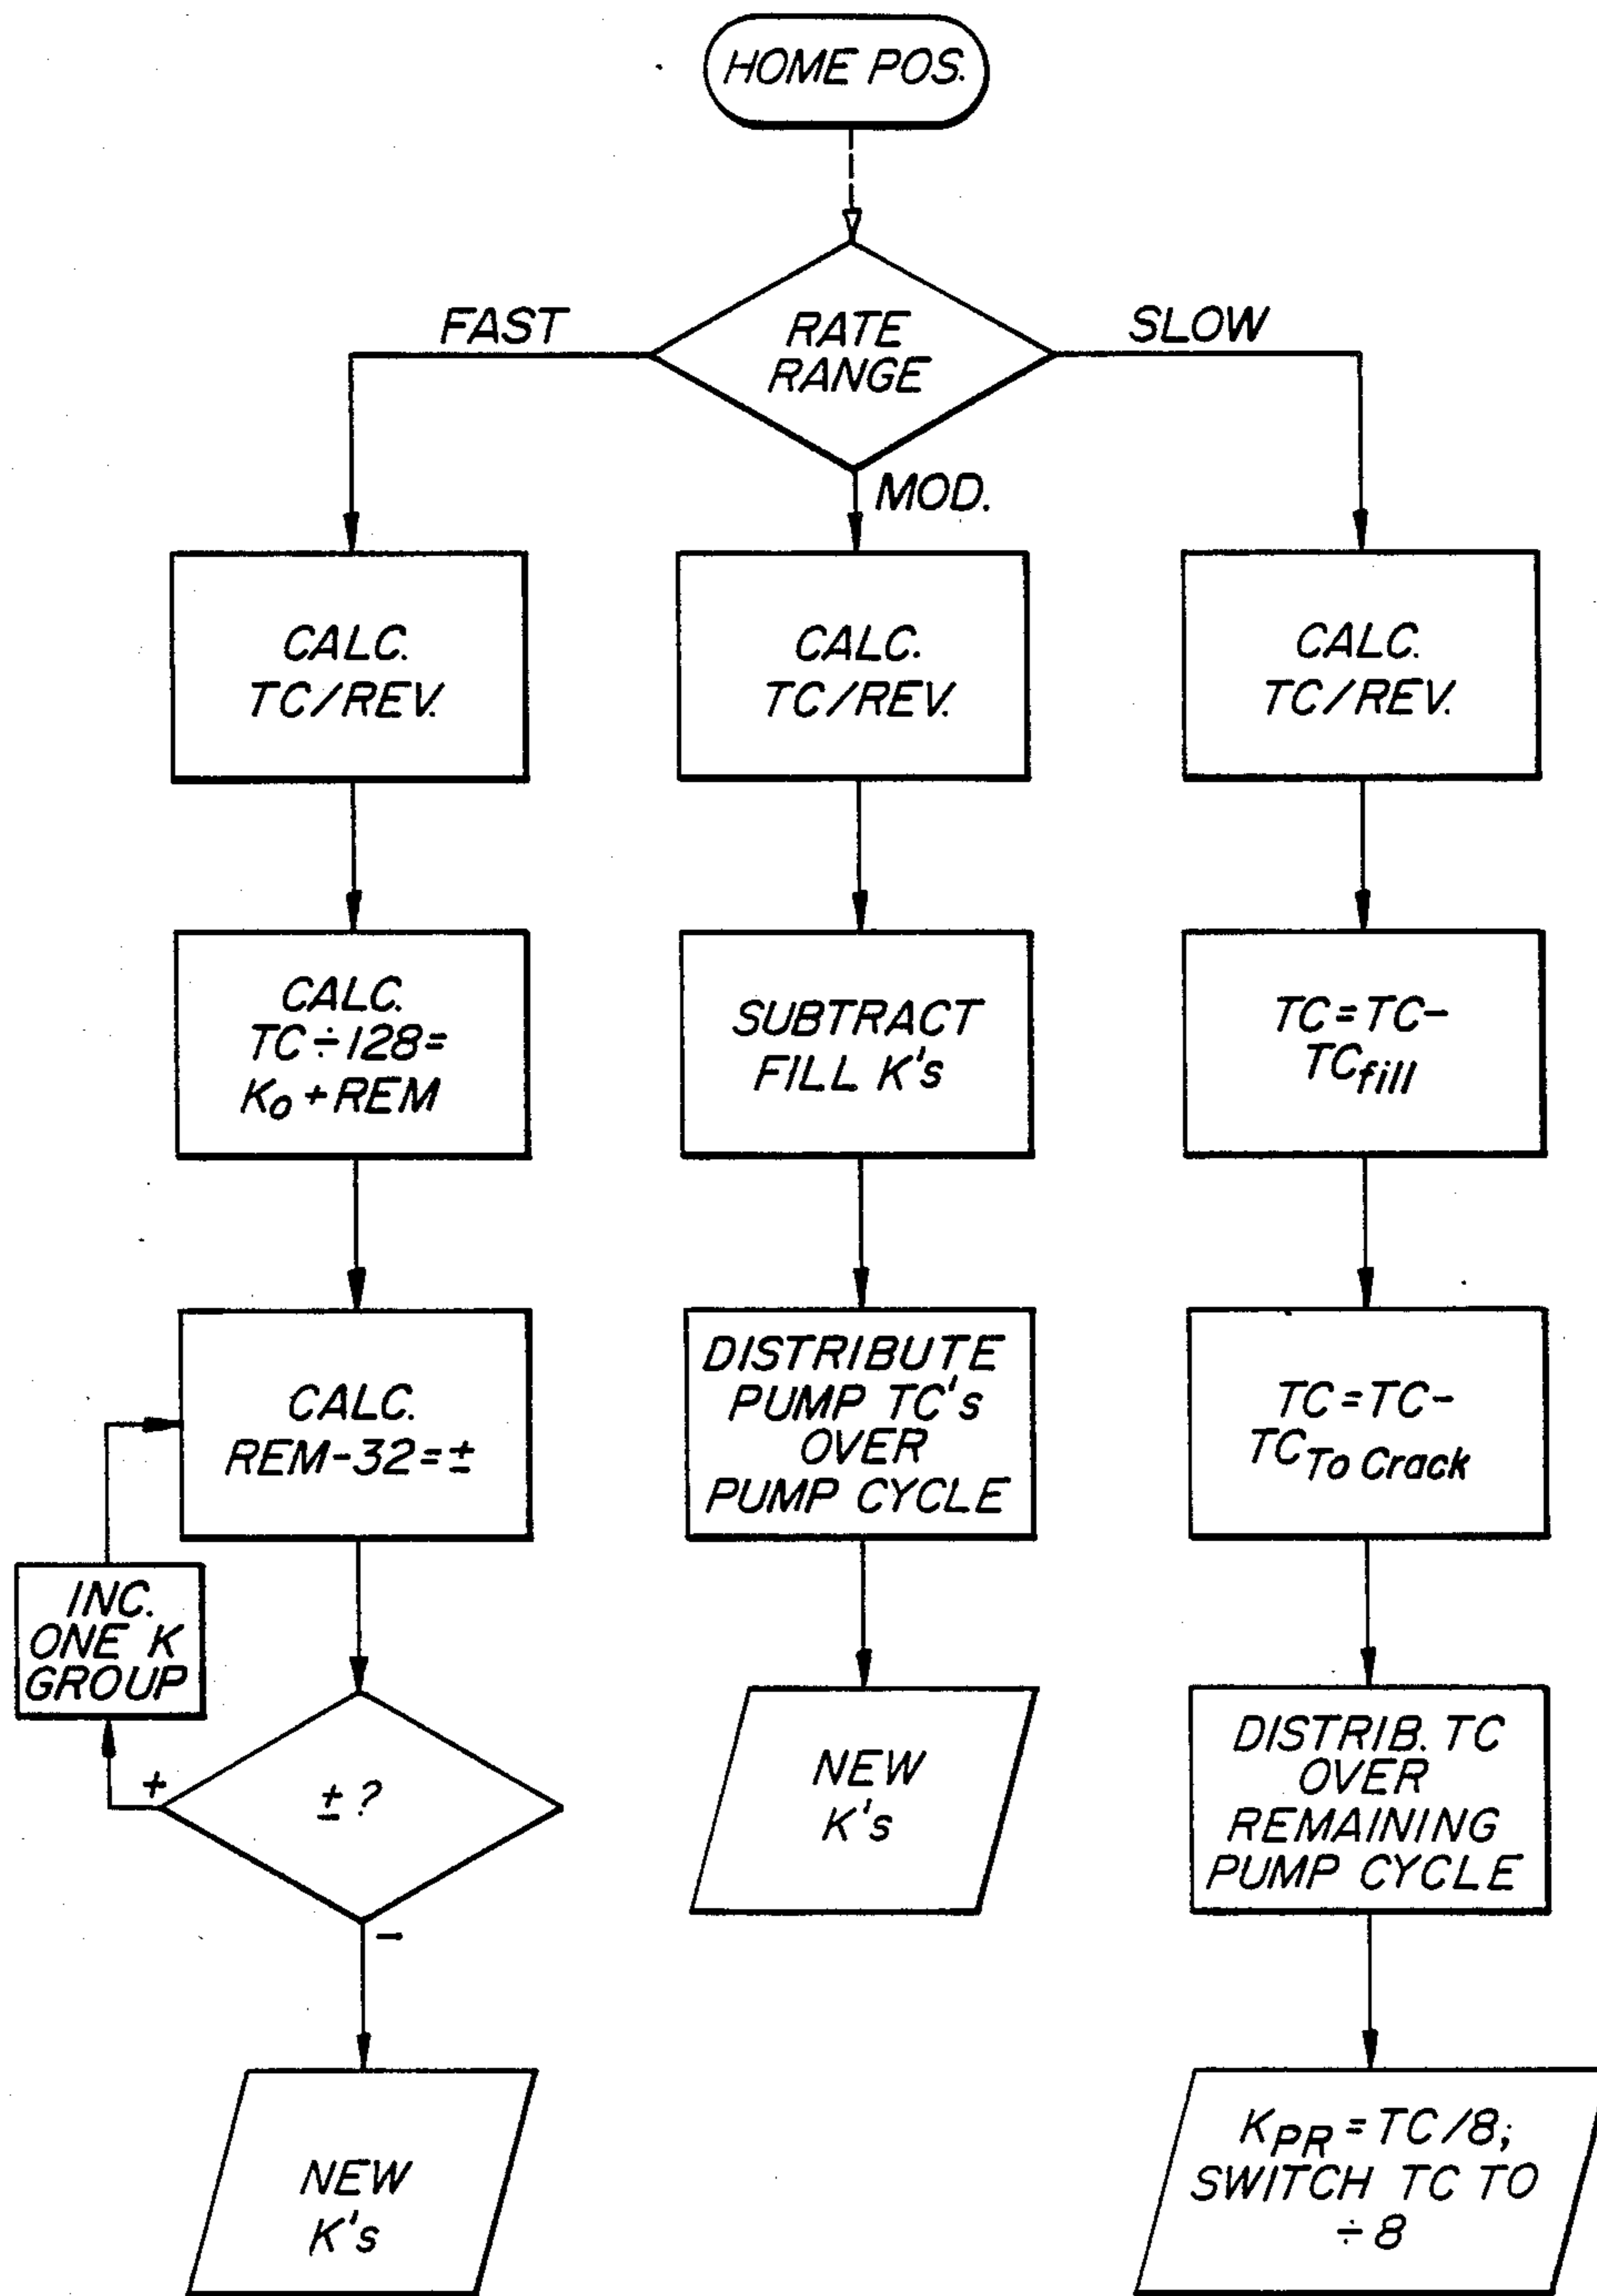 HOME POS.
RATE
RANGE
FAST
SLOW
MOD.
CALC.
TC/REV.
CALC.
TC÷128=
K₀+REM
CALC.
REM-32=±
INC.
ONE K
GROUP
±?
+
-
NEW
K's
CALC.
TC/REV.
SUBTRACT
FILL K's
DISTRIBUTE
PUMP TC's
OVER
PUMP CYCLE
NEW
K's
CALC.
TC/REV.
TC=TC-
TCfill
TC=TC-
TCTo Crack
DISTRIB. TC
OVER
REMAINING
PUMP CYCLE
KPR=TC/8;
SWITCH TC TO
÷8